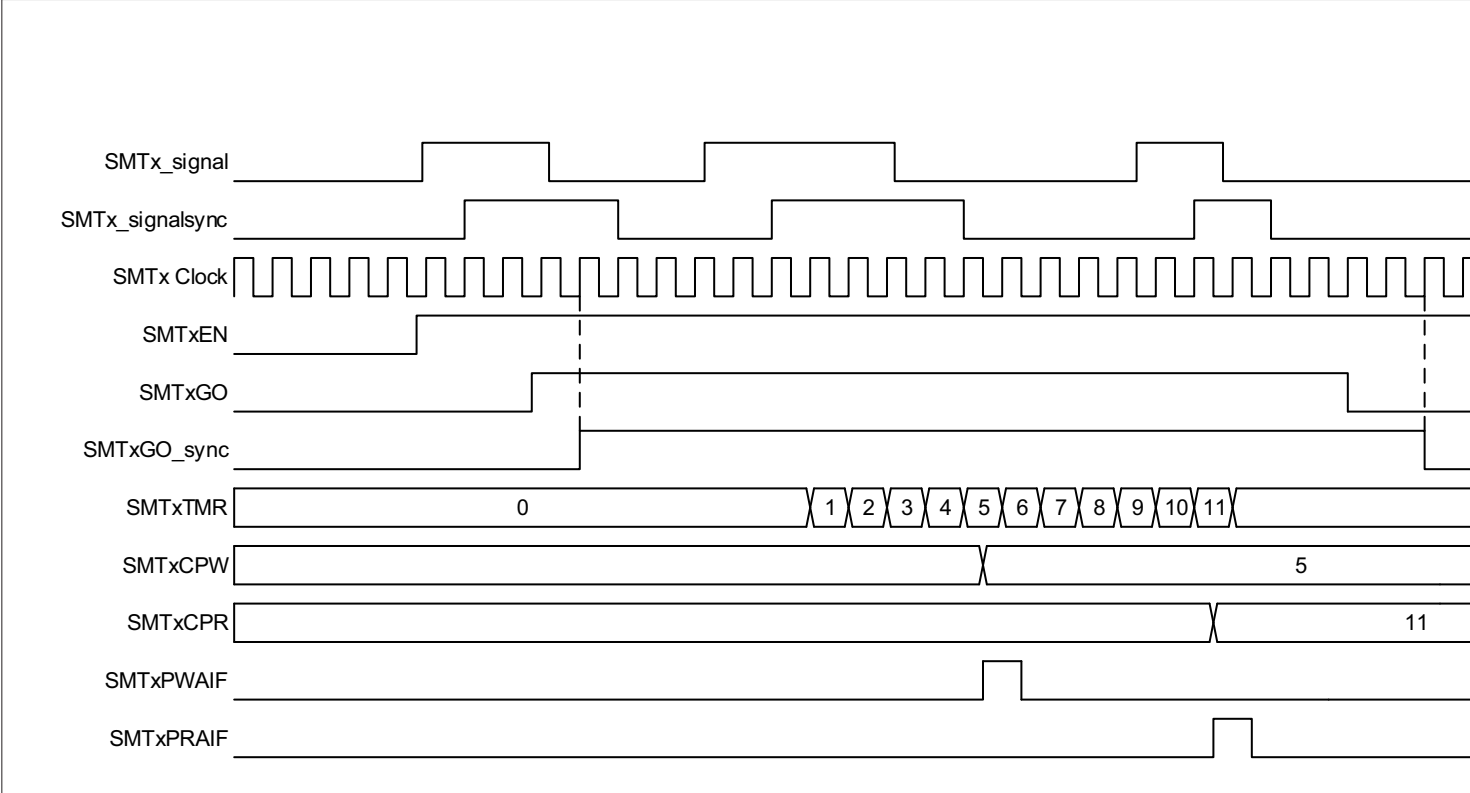 SMTx_signal
SMTx_signalsync
SMTx Clock
SMTxEN
SMTxGO
SMTxGO_sync
SMTxTMR 0 1 2 3 4 5 6 7 8 9 10 11
SMTxCPW 5
SMTxCPR 11
SMTxPWAIF
SMTxPRAIF